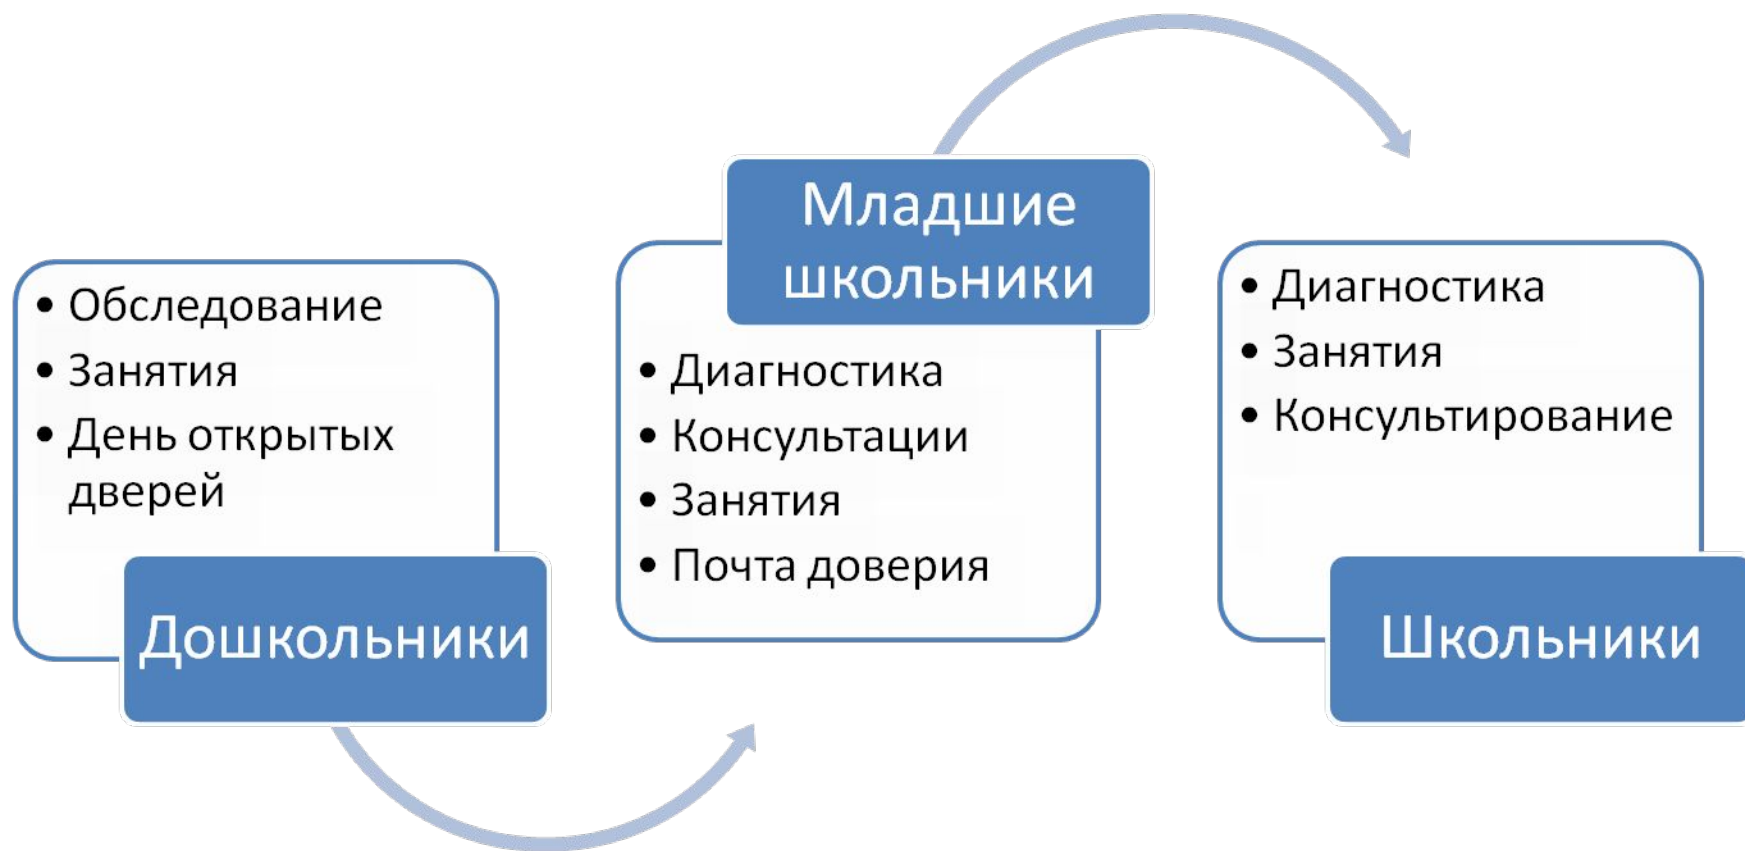 • Обследование
• Занятия
• День открытых
дверей
Дошкольники
Младшие
школьники
• Диагностика
• Консультации
• Занятия
• Почта доверия
• Диагностика
• Занятия
• Консультирование
Школьники